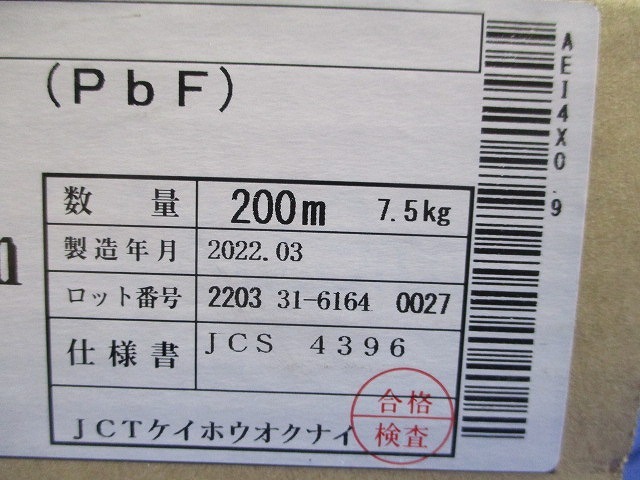 (PbF)
数量 200m 7.5kg
製造年月 2022.03
ロット番号 2203 31-6164 0027
仕様書 JCS 4396
JCTケイホウオクナイ
合格
検査
AEI4X0.9